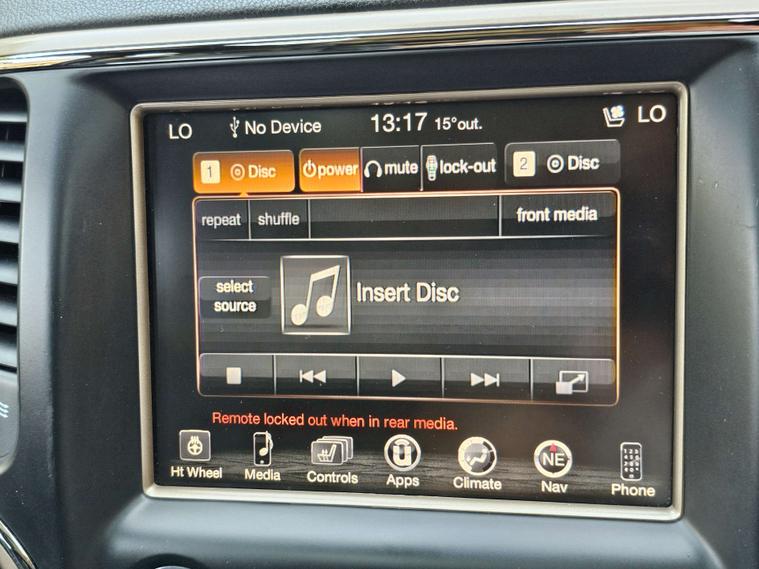 LO No Device 13:17 15°out. LO
1 Disc power mute lock-out 2 Disc
repeat shuffle front media
select
source
Insert Disc
Remote locked out when in rear media.
NE
Ht Wheel Media Controls Apps Climate Nav Phone